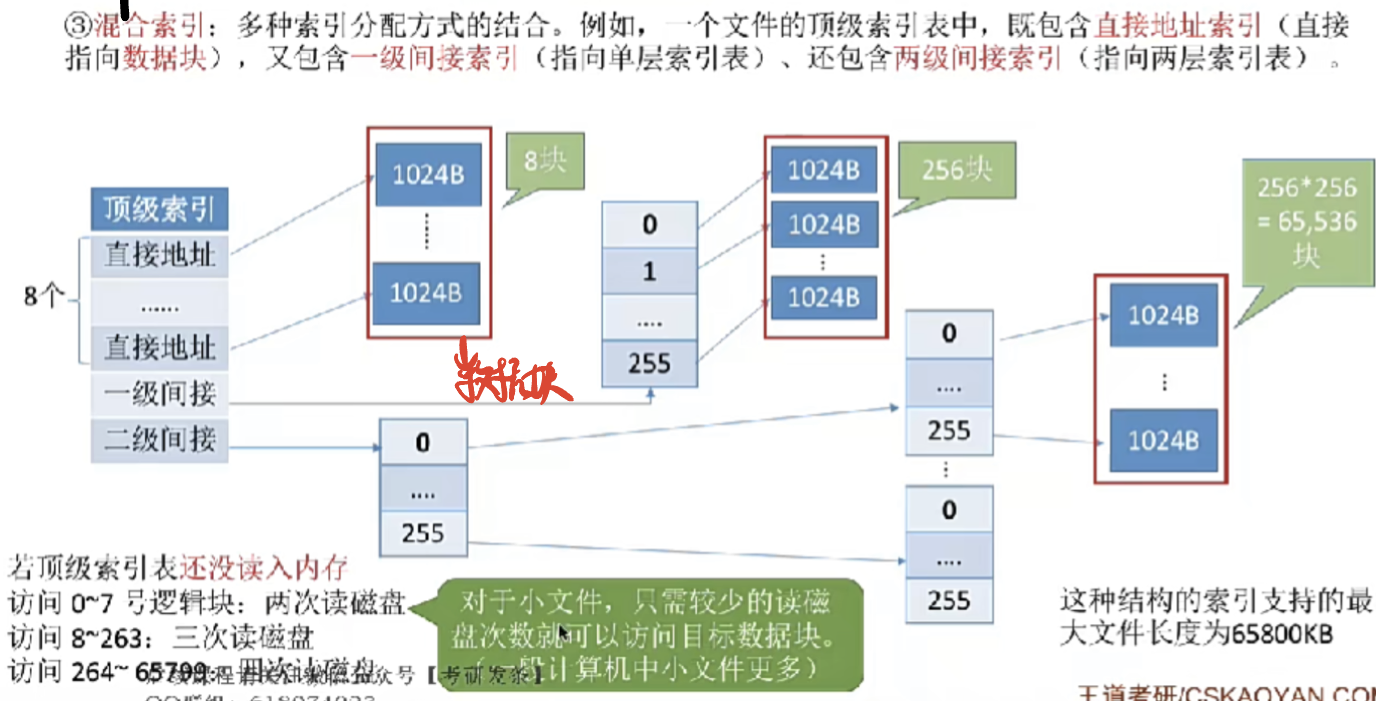 ③混合索引：多种索引分配方式的结合。例如，一个文件的顶级索引表中，既包含直接地址索引（直接
指向数据块），又包含一级间接索引（指向单层索引表）、还包含两级间接索引（指向两层索引表）。
顶级索引
直接地址
......
直接地址
一级间接
二级间接
8个
1024B
1024B
8块
数据块
0
1
....
255
1024B
1024B
1024B
256块
0
....
255
0
....
255
0
....
255
1024B
1024B
256*256
= 65,536
块
若顶级索引表还没读入内存
访问 0~7 号逻辑块：两次读磁盘
访问 8~263：三次读磁盘
访问 264~ 65799：四次读磁盘
众号【考研发条】
对于小文件，只需较少的读磁
盘次数就可以访问目标数据块。
（一般计算机中小文件更多）
这种结构的索引支持的最
大文件长度为65800KB
王道考研/CSKAOYAN.COM